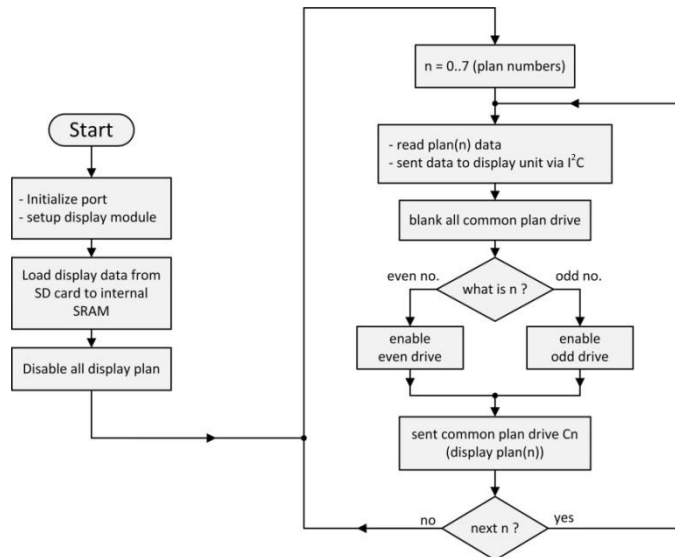 Start
- Initialize port
- setup display module
Load display data from
SD card to internal
SRAM
Disable all display plan
n = 0..7 (plan numbers)
- read plan(n) data
- sent data to display unit via I²C
blank all common plan drive
even no.
odd no.
what is n ?
enable
even drive
enable
odd drive
sent common plan drive Cn
(display plan(n))
no
yes
next n ?